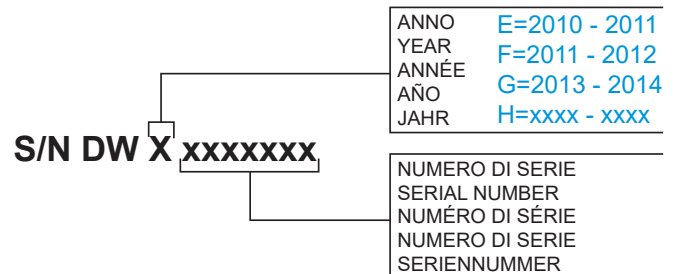 ANNO
YEAR
ANNÉE
AÑO
JAHR
E=2010 - 2011
F=2011 - 2012
G=2013 - 2014
H=xxxx - xxxx
S/N DW X xxxxxxx
NUMERO DI SERIE
SERIAL NUMBER
NUMÉRO DI SÉRIE
NUMERO DI SERIE
SERIENNUMMER